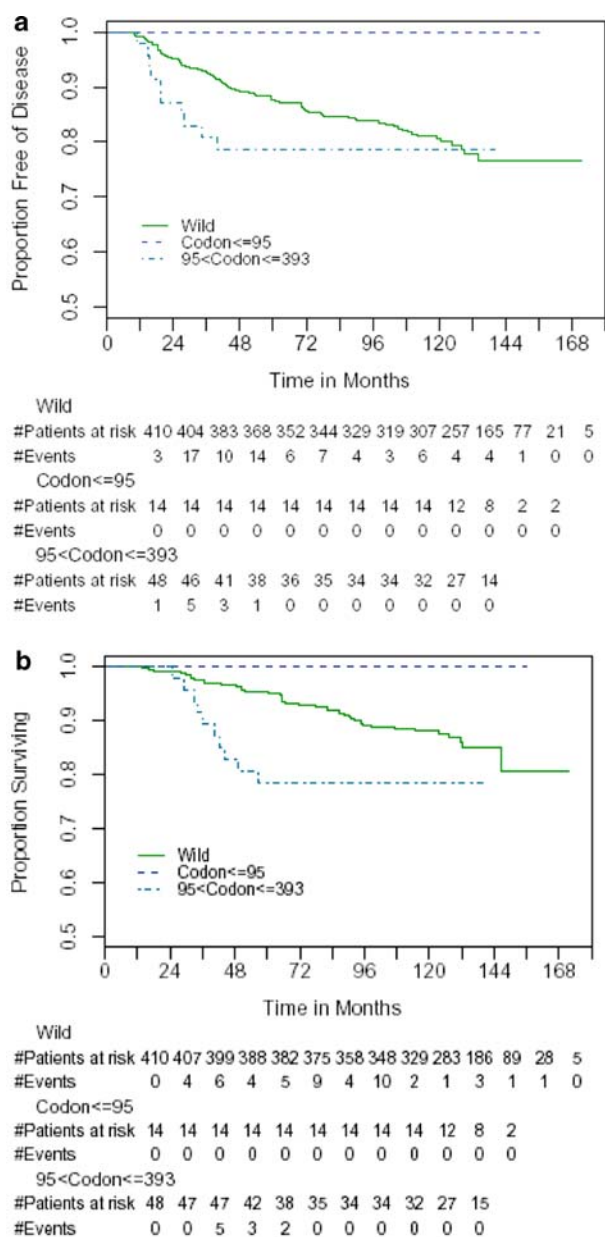 a
Proportion Free of Disease
1.0
0.9
0.8
0.7
0.6
0.5
Wild
Codon<=95
95<Codon<=393
0 24 48 72 96 120 144 168
Time in Months
Wild
#Patients at risk 410 404 383 368 352 344 329 319 307 257 165 77 21 5
#Events 3 17 10 14 6 7 4 3 6 4 4 1 0 0
Codon<=95
#Patients at risk 14 14 14 14 14 14 14 14 14 12 8 2 2
#Events 0 0 0 0 0 0 0 0 0 0 0 0 0
95<Codon<=393
#Patients at risk 48 46 41 38 36 35 34 34 32 27 14
#Events 1 5 3 1 0 0 0 0 0 0 0
b
Proportion Surviving
1.0
0.9
0.8
0.7
0.6
0.5
Wild
Codon<=95
95<Codon<=393
0 24 48 72 96 120 144 168
Time in Months
Wild
#Patients at risk 410 407 399 388 382 375 358 348 329 283 186 89 28 5
#Events 0 4 6 4 5 9 4 10 2 1 3 1 1 0
Codon<=95
#Patients at risk 14 14 14 14 14 14 14 14 14 12 8 2
#Events 0 0 0 0 0 0 0 0 0 0 0 0
95<Codon<=393
#Patients at risk 48 47 47 42 38 35 34 34 32 27 15
#Events 0 0 5 3 2 0 0 0 0 0 0